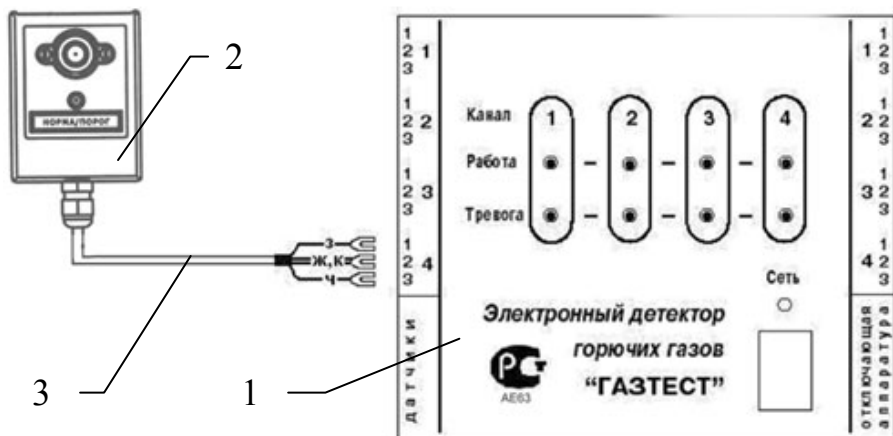 2
НОРМА/ПОРОГ
З
Ж,К
Ч
3
1
1
2
3
1
1
2
3
2
1
2
3
3
1
2
3
4
датчики
Канал 1 2 3 4
Работа
Тревога
Сеть
Электронный детектор
горючих газов
"ГАЗТЕСТ"
РСТ
АЕ63
1
1
2
3
2
1
2
3
3
1
2
3
4
1
2
3
отключающая
аппаратура